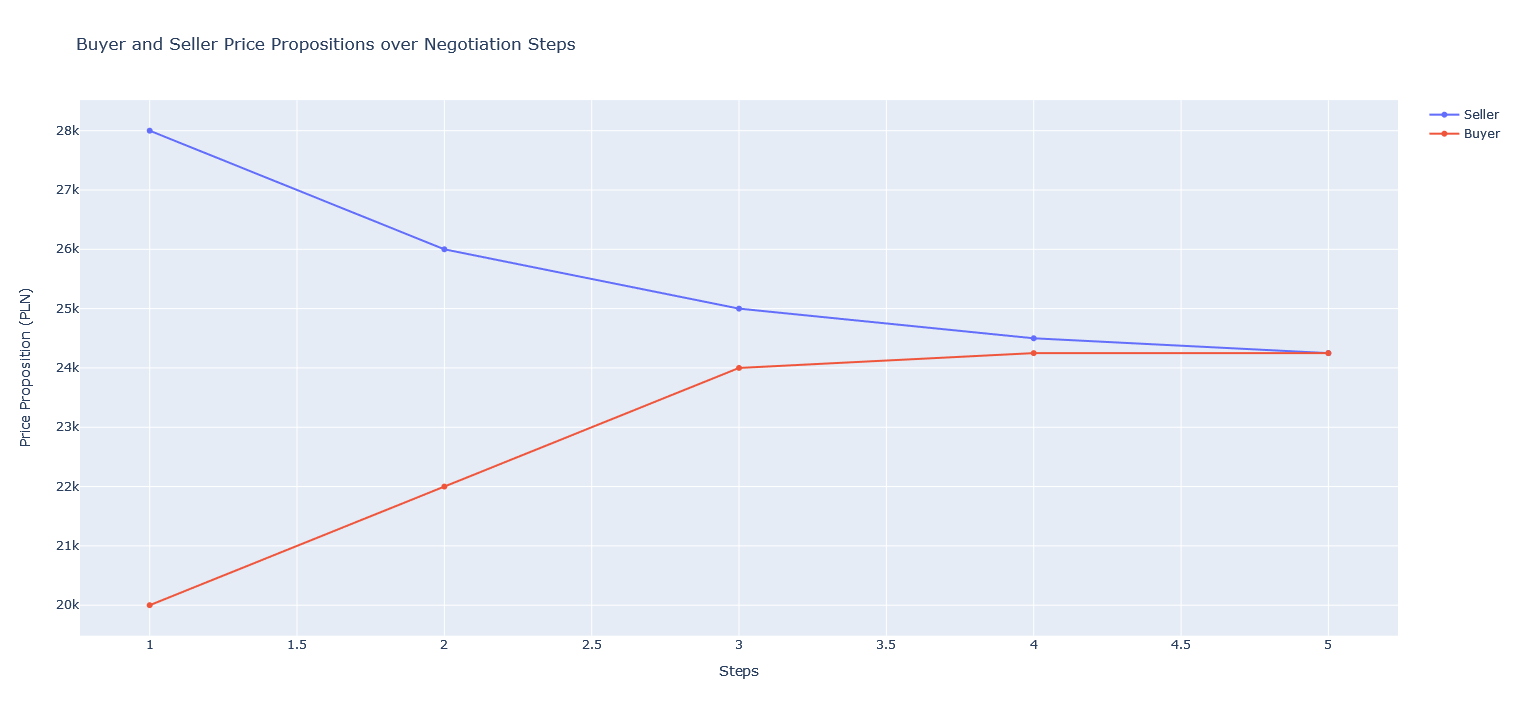 Buyer and Seller Price Propositions over Negotiation Steps
Seller
Buyer
Price Proposition (PLN)
28k
27k
26k
25k
24k
23k
22k
21k
20k
1 1.5 2 2.5 3 3.5 4 4.5 5
Steps